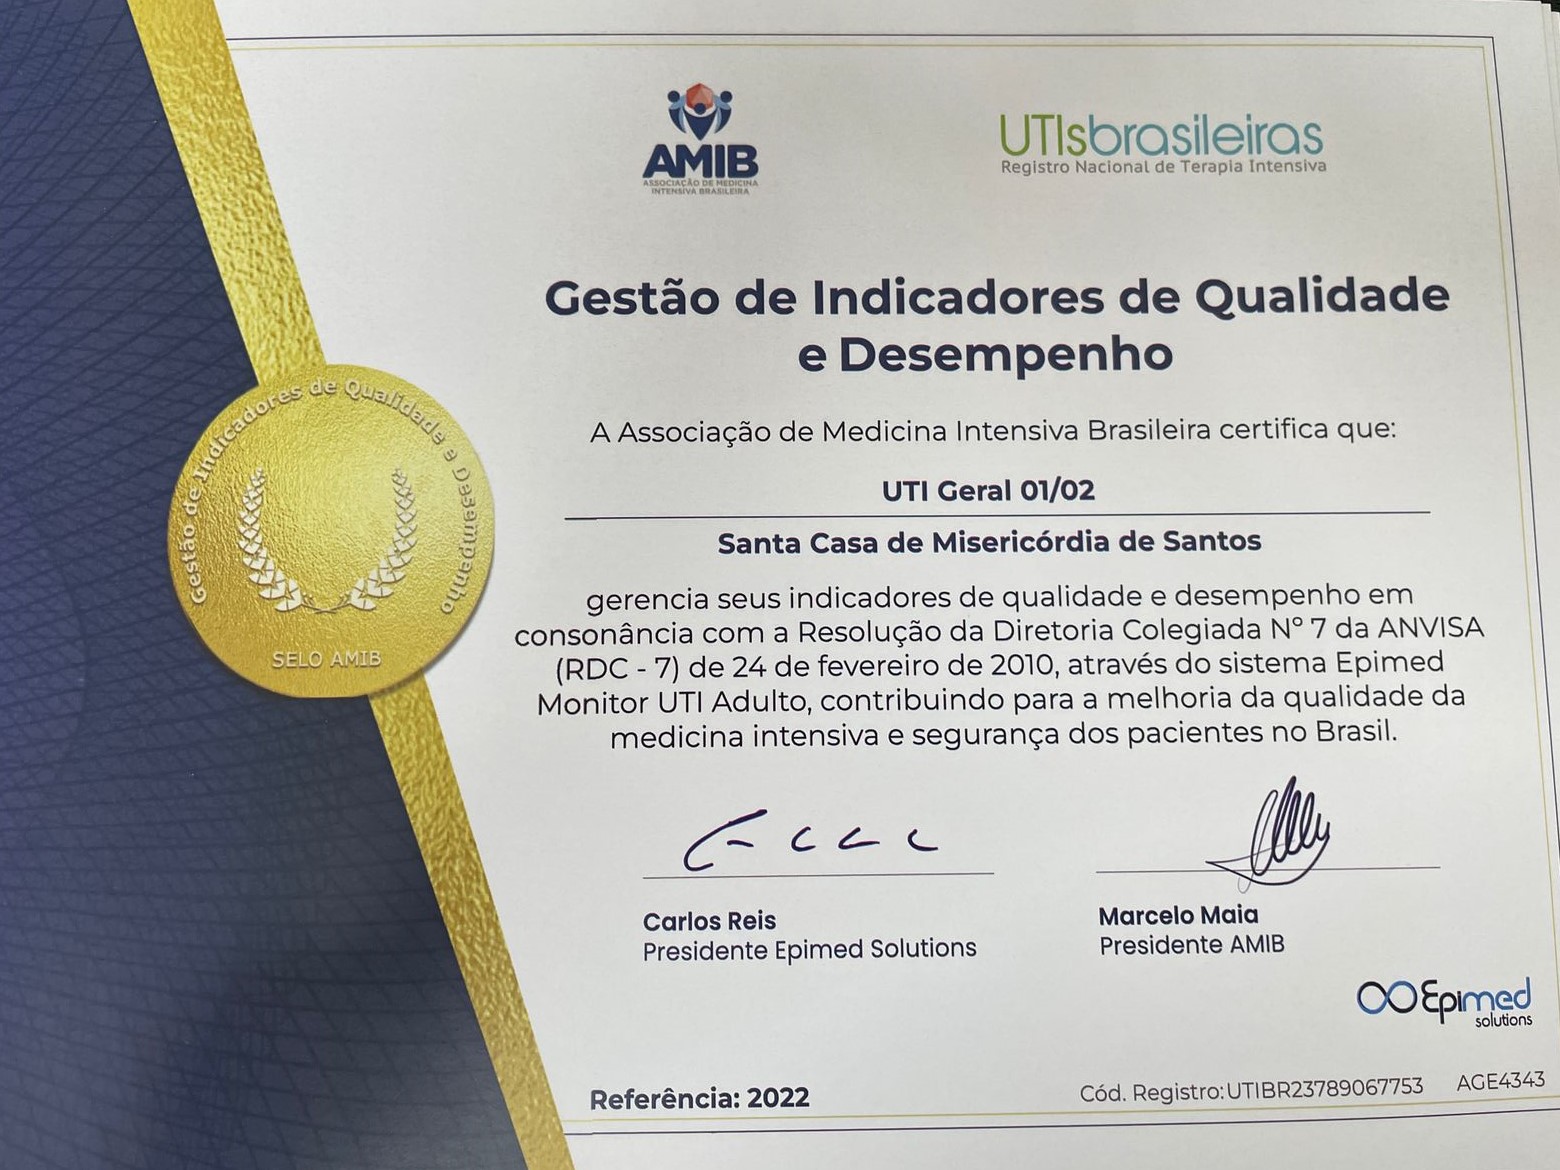 AMIB
ASSOCIAÇÃO DE MEDICINA
INTENSIVA BRASILEIRA
UTIsbrasileiras
Registro Nacional de Terapia Intensiva
Gestão de Indicadores de Qualidade
e Desempenho
A Associação de Medicina Intensiva Brasileira certifica que:
UTI Geral 01/02
Santa Casa de Misericórdia de Santos
gerencia seus indicadores de qualidade e desempenho em
consonância com a Resolução da Diretoria Colegiada Nº 7 da ANVISA
(RDC - 7) de 24 de fevereiro de 2010, através do sistema Epimed
Monitor UTI Adulto, contribuindo para a melhoria da qualidade da
medicina intensiva e segurança dos pacientes no Brasil.
Gestão de Indicadores de Qualidade e Desempenho
SELO AMIB
Carlos Reis
Presidente Epimed Solutions
Marcelo Maia
Presidente AMIB
Epimed
solutions
Referência: 2022
Cód. Registro: UTIBR23789067753 AGE4343